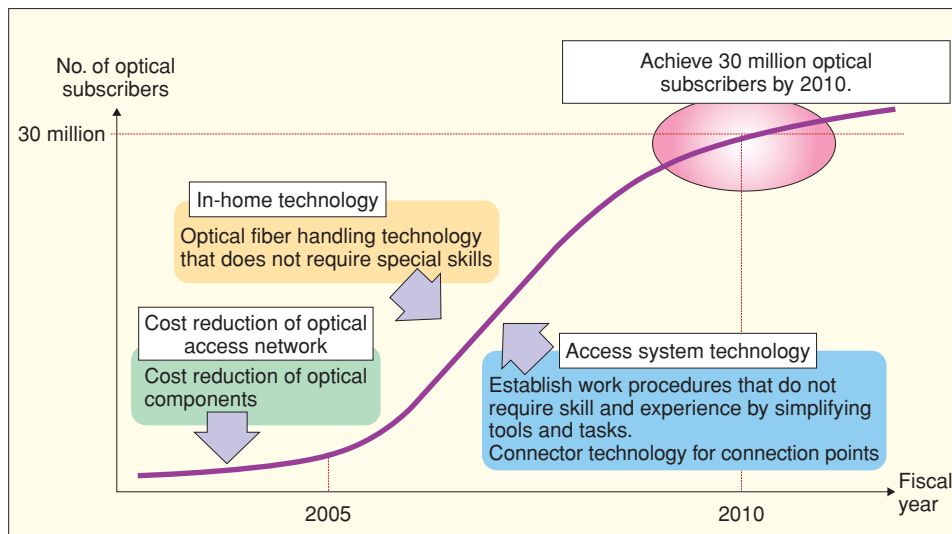 No. of optical
subscribers
Achieve 30 million optical
subscribers by 2010.
30 million
In-home technology
Optical fiber handling technology
that does not require special skills
Cost reduction of optical
access network
Cost reduction of optical
components
Access system technology
Establish work procedures that do not
require skill and experience by simplifying
tools and tasks.
Connector technology for connection points
Fiscal
year
2005
2010